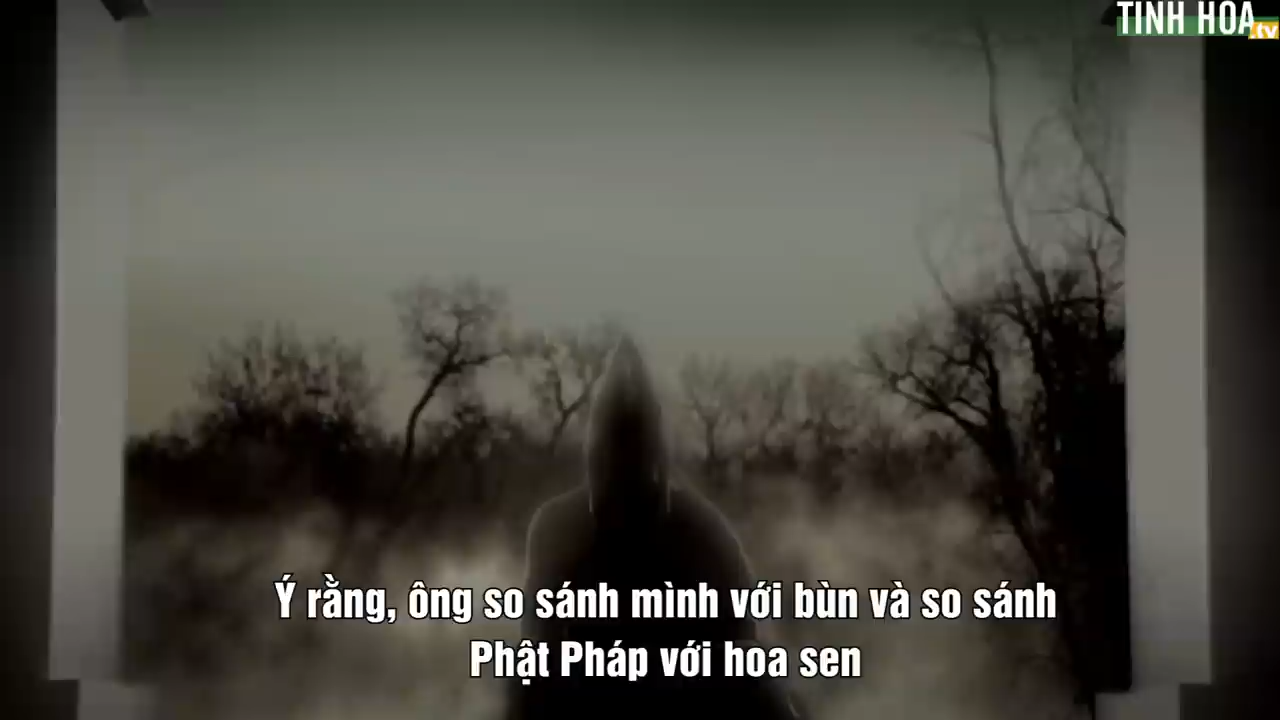 TINH HOA
.tv
Ý rằng, ông so sánh mình với bùn và so sánh
Phật Pháp với hoa sen